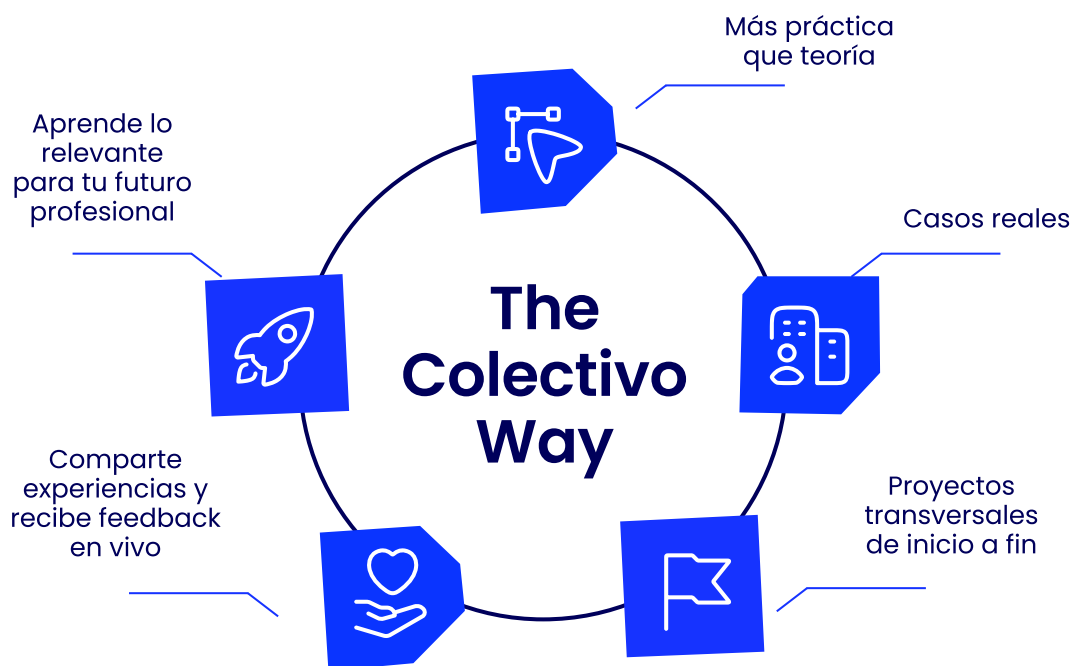 Más práctica
que teoría
Aprende lo
relevante
para tu futuro
profesional
Casos reales
The
Colectivo
Way
Comparte
experiencias y
recibe feedback
en vivo
Proyectos
transversales
de inicio a fin